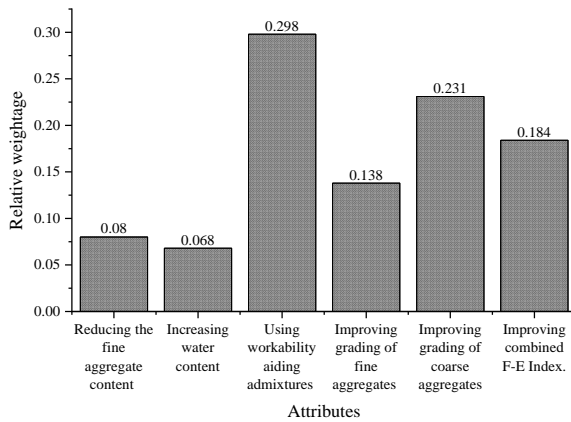 Relative weightage
0.30
0.25
0.20
0.15
0.10
0.05
0.00
0.08
0.068
0.298
0.138
0.231
0.184
Reducing the
fine
aggregate
content
Increasing
water
content
Using
workability
aiding
admixtures
Improving
grading of
fine
aggregates
Improving
grading of
coarse
aggregates
Improving
combined
F-E Index.
Attributes